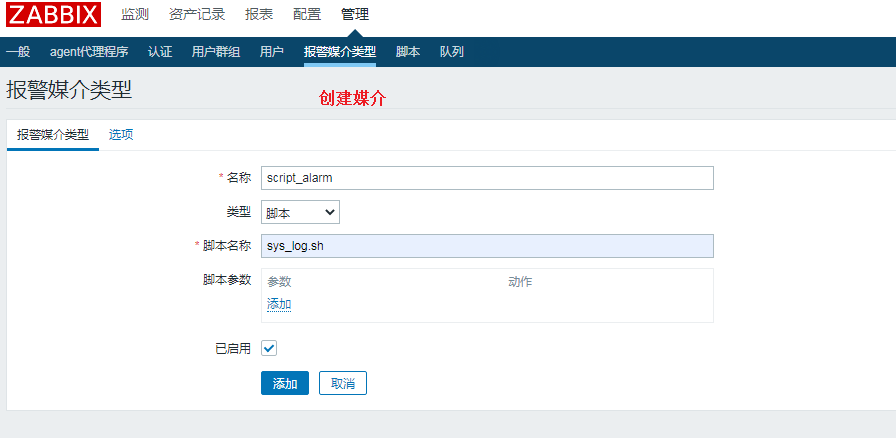 ZABBIX 监测 资产记录 报表 配置 管理
一般 agent代理程序 认证 用户群组 用户 报警媒介类型 脚本 队列
报警媒介类型
创建媒介
报警媒介类型 选项
* 名称 script_alarm
类型 脚本
* 脚本名称 sys_log.sh
脚本参数 参数 动作
添加
已启用
添加 取消